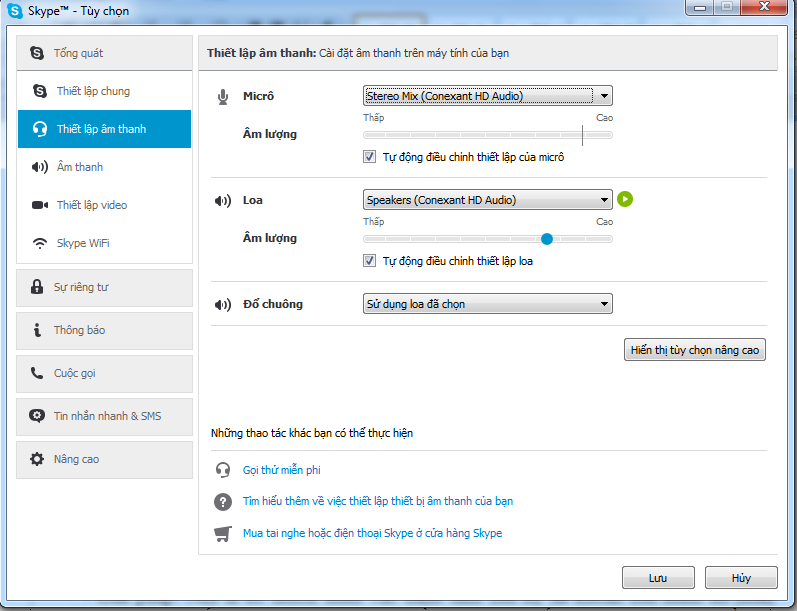 Skype™ - Tùy chọn
Tổng quát
Thiết lập chung
Thiết lập âm thanh
Âm thanh
Thiết lập video
Skype WiFi
Sự riêng tư
Thông báo
Cuộc gọi
Tin nhắn nhanh & SMS
Nâng cao
Thiết lập âm thanh: Cài đặt âm thanh trên máy tính của bạn
Micrô
Stereo Mix (Conexant HD Audio)
Thấp Cao
Âm lượng
Tự động điều chỉnh thiết lập của micrô
Loa
Speakers (Conexant HD Audio)
Thấp Cao
Âm lượng
Tự động điều chỉnh thiết lập loa
Đổ chuông
Sử dụng loa đã chọn
Hiển thị tùy chọn nâng cao
Những thao tác khác bạn có thể thực hiện
Gọi thử miễn phí
Tìm hiểu thêm về việc thiết lập thiết bị âm thanh của bạn
Mua tai nghe hoặc điện thoại Skype ở cửa hàng Skype
Lưu
Hủy